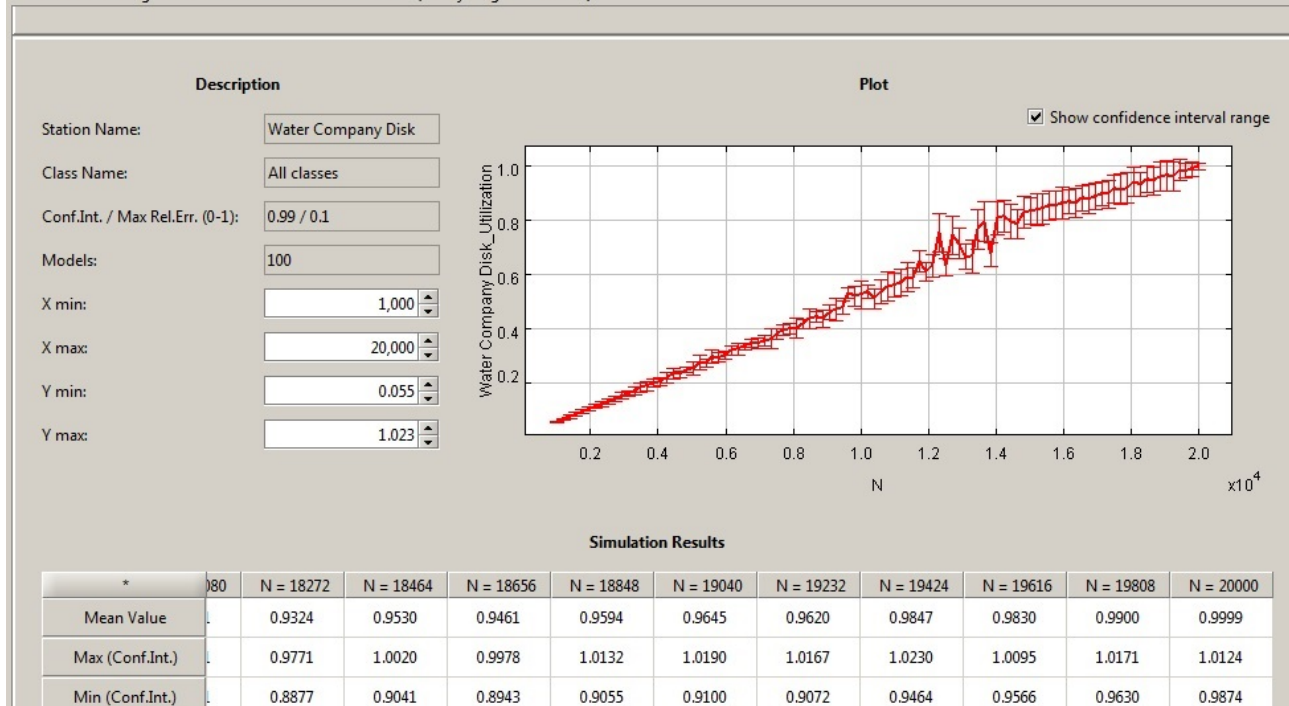 Description
Station Name: Water Company Disk
Class Name: All classes
Conf.Int. / Max Rel.Err. (0-1): 0.99 / 0.1
Models: 100
X min: 1,000
X max: 20,000
Y min: 0.055
Y max: 1.023
Plot
Show confidence interval range
Water Company Disk_Utilization
1.0
0.8
0.6
0.4
0.2
0.2 0.4 0.6 0.8 1.0 1.2 1.4 1.6 1.8 2.0
N
x10^4
Simulation Results
* 080 N = 18272 N = 18464 N = 18656 N = 18848 N = 19040 N = 19232 N = 19424 N = 19616 N = 19808 N = 20000
Mean Value 0.9324 0.9530 0.9461 0.9594 0.9645 0.9620 0.9847 0.9830 0.9900 0.9999
Max (Conf.Int.) 0.9771 1.0020 0.9978 1.0132 1.0190 1.0167 1.0230 1.0095 1.0171 1.0124
Min (Conf.Int.) 0.8877 0.9041 0.8943 0.9055 0.9100 0.9072 0.9464 0.9566 0.9630 0.9874